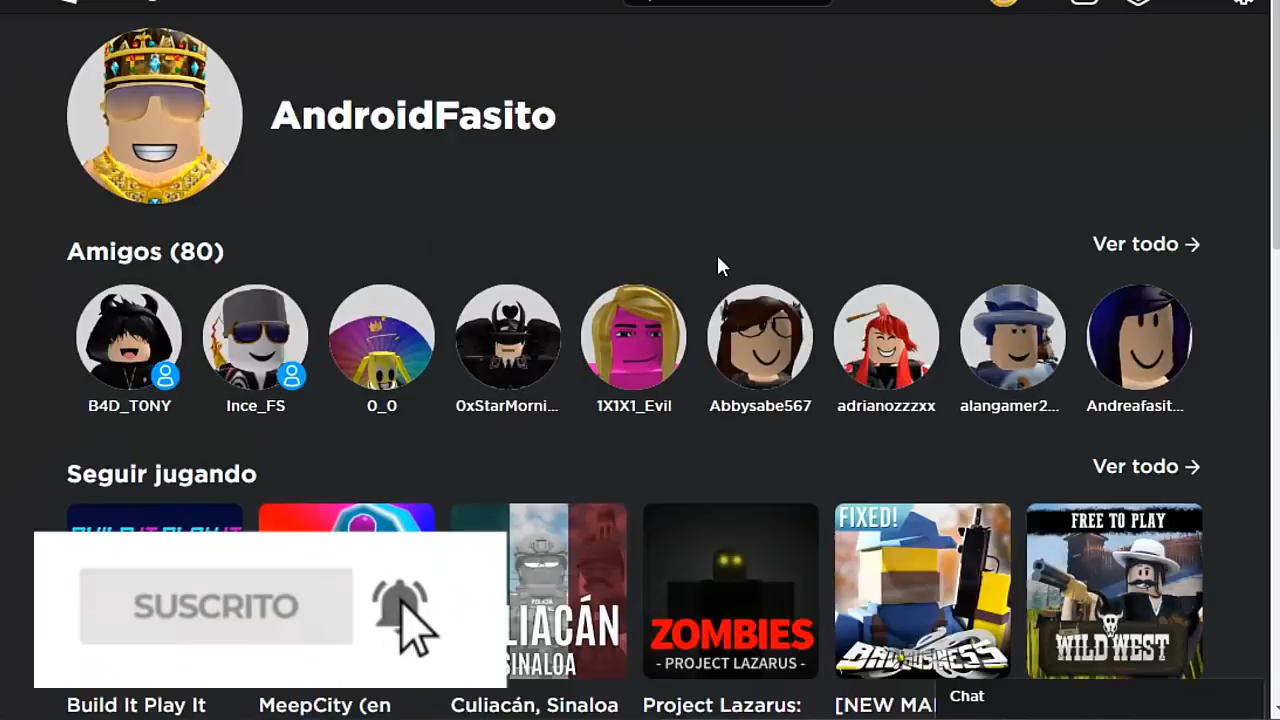 AndroidFasito
Amigos (80)
Ver todo →
B4D_T0NY
Ince_FS
0_0
0xStarMorni...
1X1X1_Evil
Abbysabe567
adrianozzzxx
alangamer2...
Andreafasit...
Seguir jugando
Ver todo →
LIACÁN
SINALOA
ZOMBIES
- PROJECT LAZARUS -
FIXED!
BAD BUSINESS
FREE TO PLAY
WILD WEST
SUSCRITO
Build It Play It
MeepCity (en
Culiacán, Sinaloa
Project Lazarus:
[NEW MA
Chat